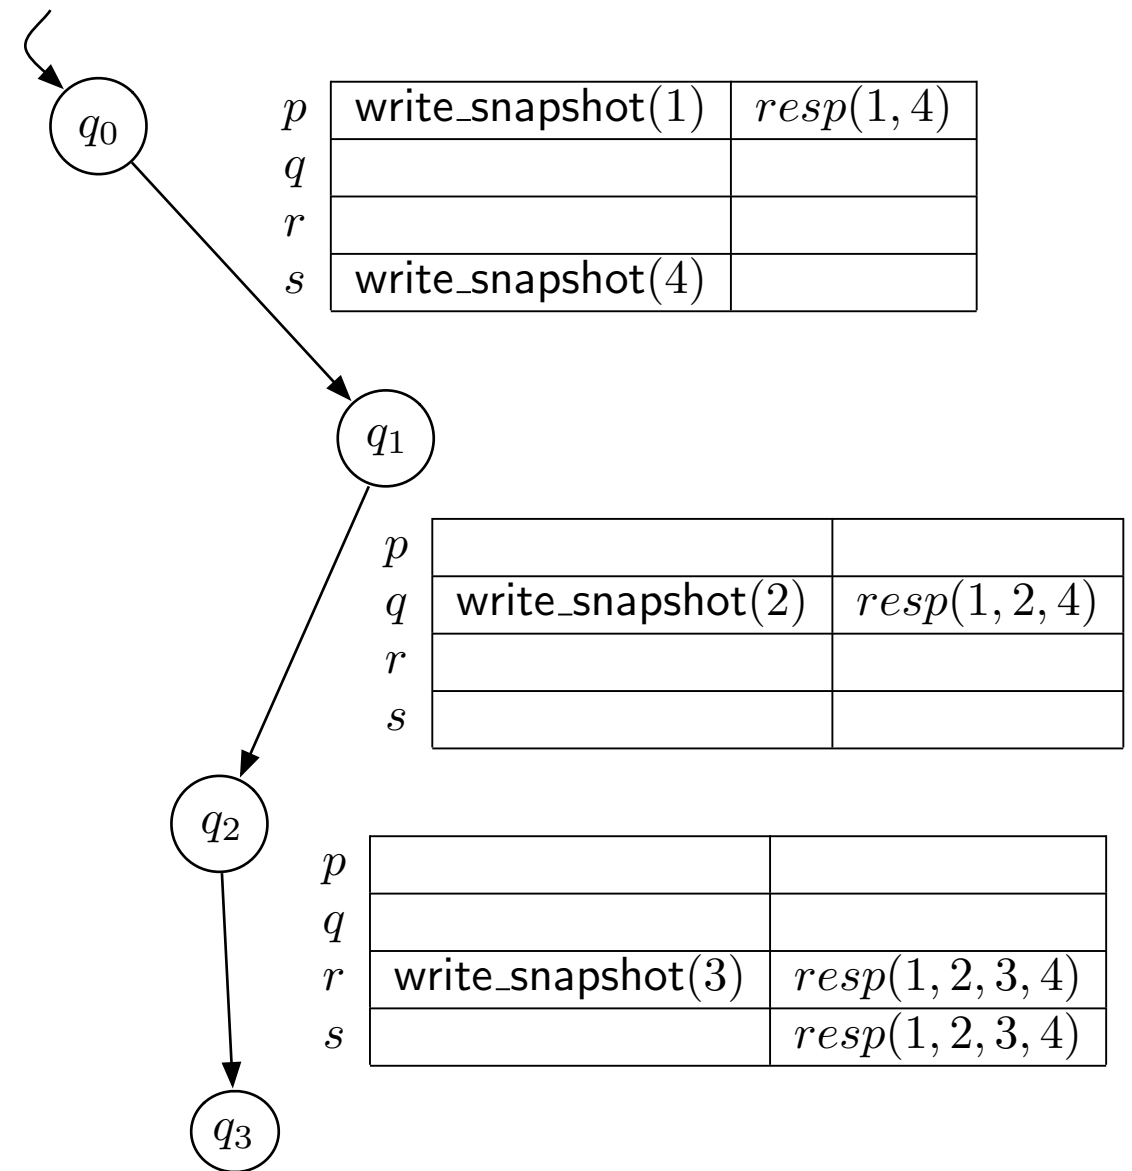 q₀
p write_snapshot(1) resp(1, 4)
q
r
s write_snapshot(4)
q₁
p
q write_snapshot(2) resp(1, 2, 4)
r
s
q₂
p
q
r write_snapshot(3) resp(1, 2, 3, 4)
s resp(1, 2, 3, 4)
q₃